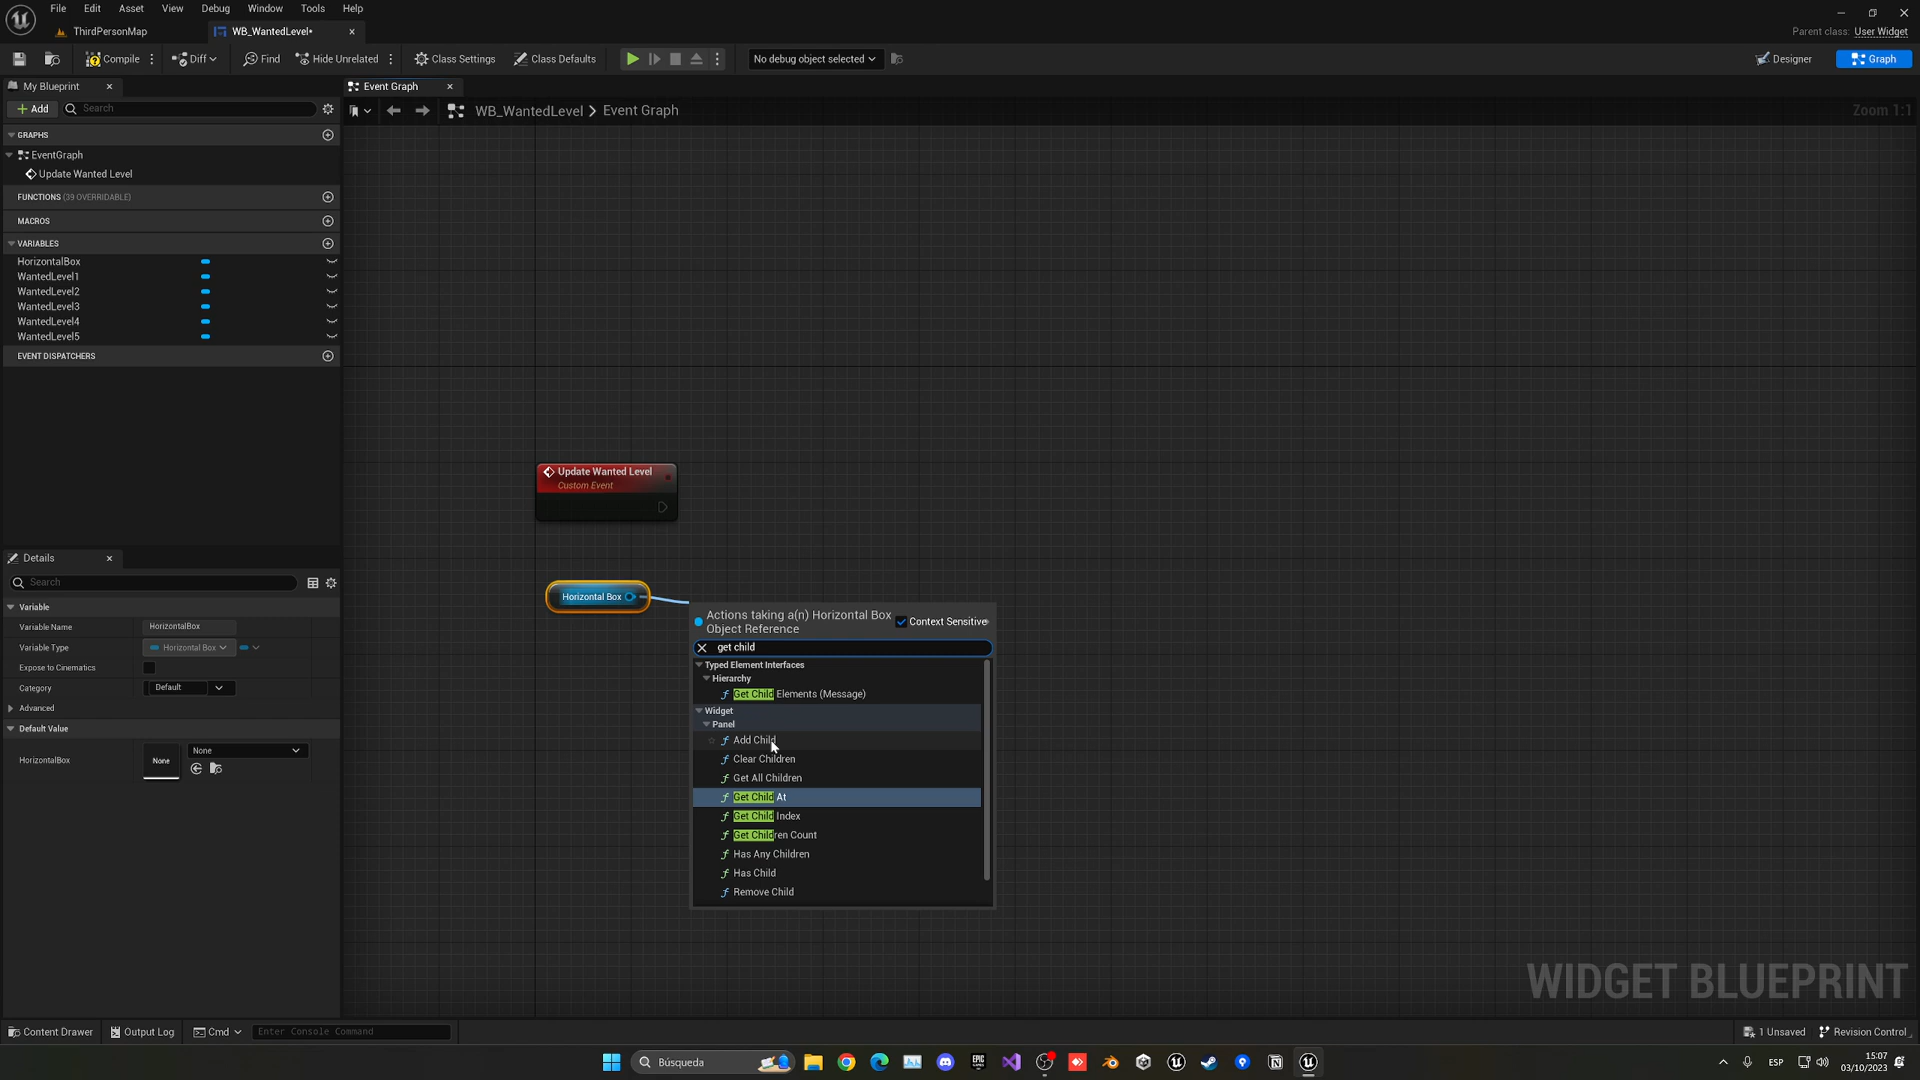 File Edit Asset View Debug Window Tools Help
ThirdPersonMap
WB_WantedLevel*
Parent class: User Widget
Compile
Diff
Find
Hide Unrelated
Class Settings
Class Defaults
No debug object selected
Designer
Graph
My Blueprint
Event Graph
+ Add
Search
WB_WantedLevel > Event Graph
Zoom 1:1
GRAPHS
EventGraph
Update Wanted Level
FUNCTIONS (39 OVERRIDABLE)
MACROS
VARIABLES
HorizontalBox
WantedLevel1
WantedLevel2
WantedLevel3
WantedLevel4
WantedLevel5
EVENT DISPATCHERS
Update Wanted Level
Custom Event
Horizontal Box
Actions taking a(n) Horizontal Box
Object Reference
Context Sensitive
get child
Typed Element Interfaces
Hierarchy
Get Child Elements (Message)
Widget
Panel
Add Child
Clear Children
Get All Children
Get Child At
Get Child Index
Get Children Count
Has Any Children
Has Child
Remove Child
Details
Search
Variable
Variable Name HorizontalBox
Variable Type Horizontal Box
Expose to Cinematics
Category Default
Advanced
Default Value
HorizontalBox None None
WIDGET BLUEPRINT
Content Drawer
Output Log
Cmd
Enter Console Command
1 Unsaved
Revision Control
Búsqueda
EPIC GAMES
ESP
15:07
03/10/2023